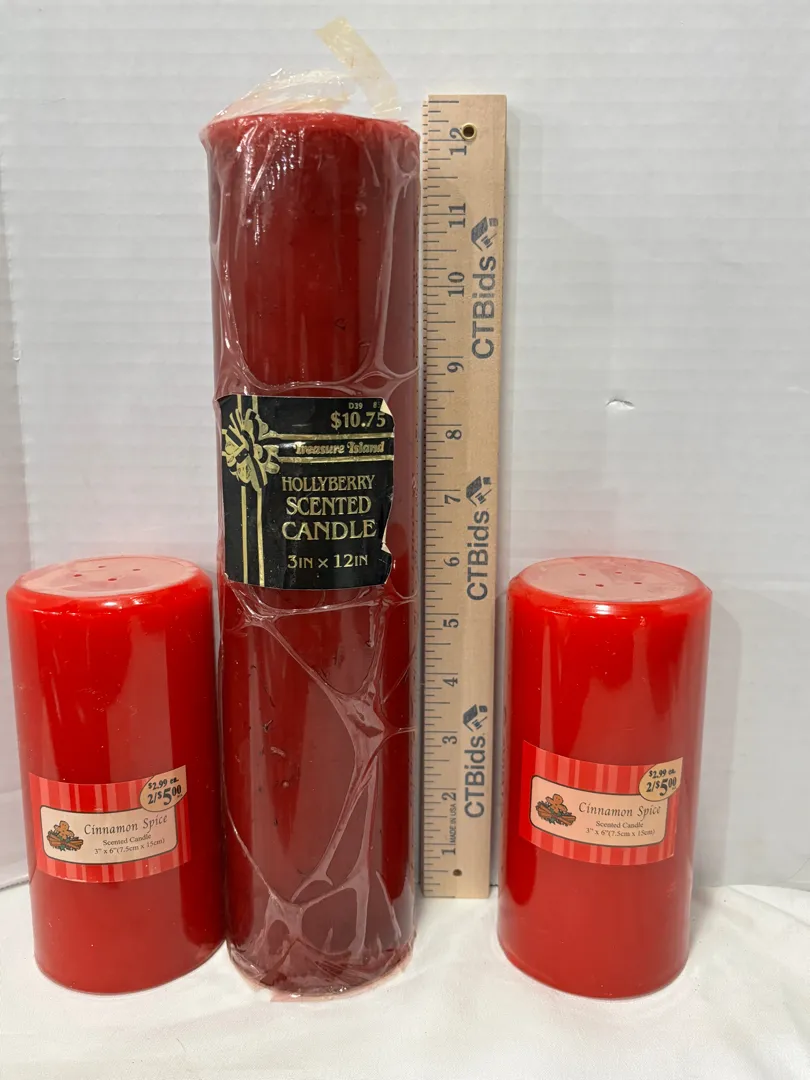 D39 8
$10.75
Treasure Island
HOLLYBERRY
SCENTED
CANDLE
3IN x 12IN
$2.99 ea.
2/$5.00
Cinnamon Spice
Scented Candle
3" x 6"(7.5cm x 15cm)
12
11
10
9
8
7
6
5
4
3
2
1
CTBids
CTBids
CTBids
MADE IN USA
$2.99 ea.
2/$5.00
Cinnamon Spice
Scented Candle
3" x 6"(7.5cm x 15cm)